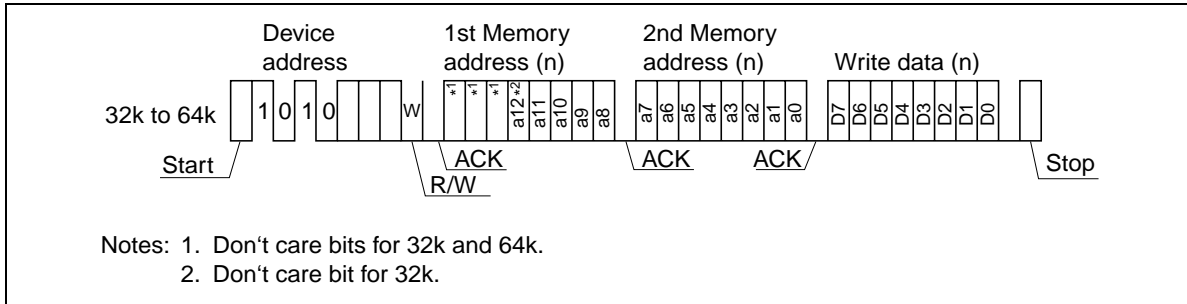 Device address
1st Memory address (n)
2nd Memory address (n)
Write data (n)
32k to 64k
1 0 1 0 W
*1 *1 *1 a12*2 a11 a10 a9 a8
a7 a6 a5 a4 a3 a2 a1 a0
D7 D6 D5 D4 D3 D2 D1 D0
Start
ACK
ACK
ACK
Stop
R/W
Notes: 1. Don't care bits for 32k and 64k.
2. Don't care bit for 32k.